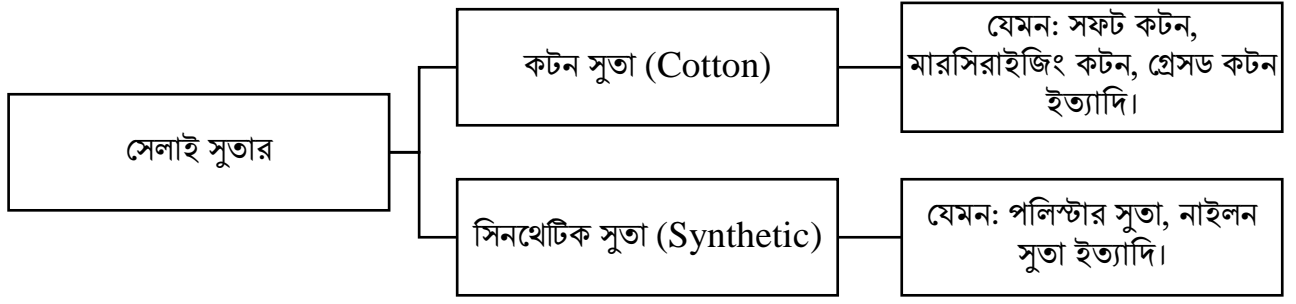 সেলাই সুতার
কটন সুতা (Cotton)
যেমন: সফট কটন,
মারসিরাইজিং কটন, গ্রেসড কটন
ইত্যাদি।
সিনথেটিক সুতা (Synthetic)
যেমন: পলিস্টার সুতা, নাইলন
সুতা ইত্যাদি।